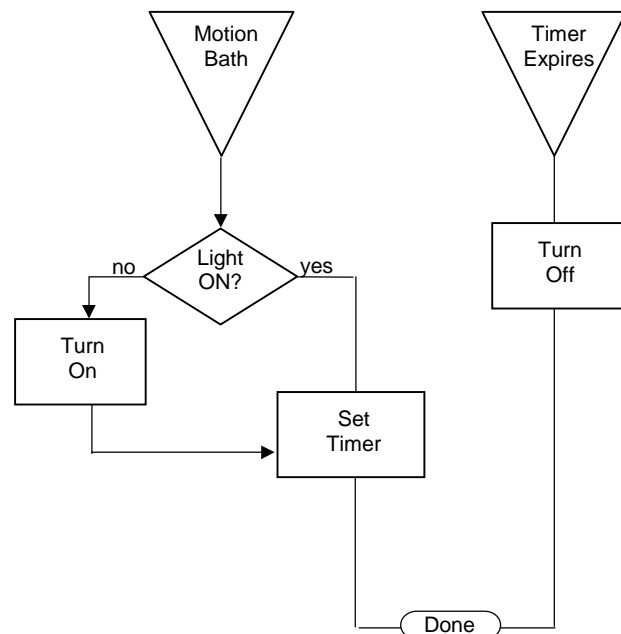 Motion
Bath
Timer
Expires
Light
ON?
no
yes
Turn
Off
Turn
On
Set
Timer
Done